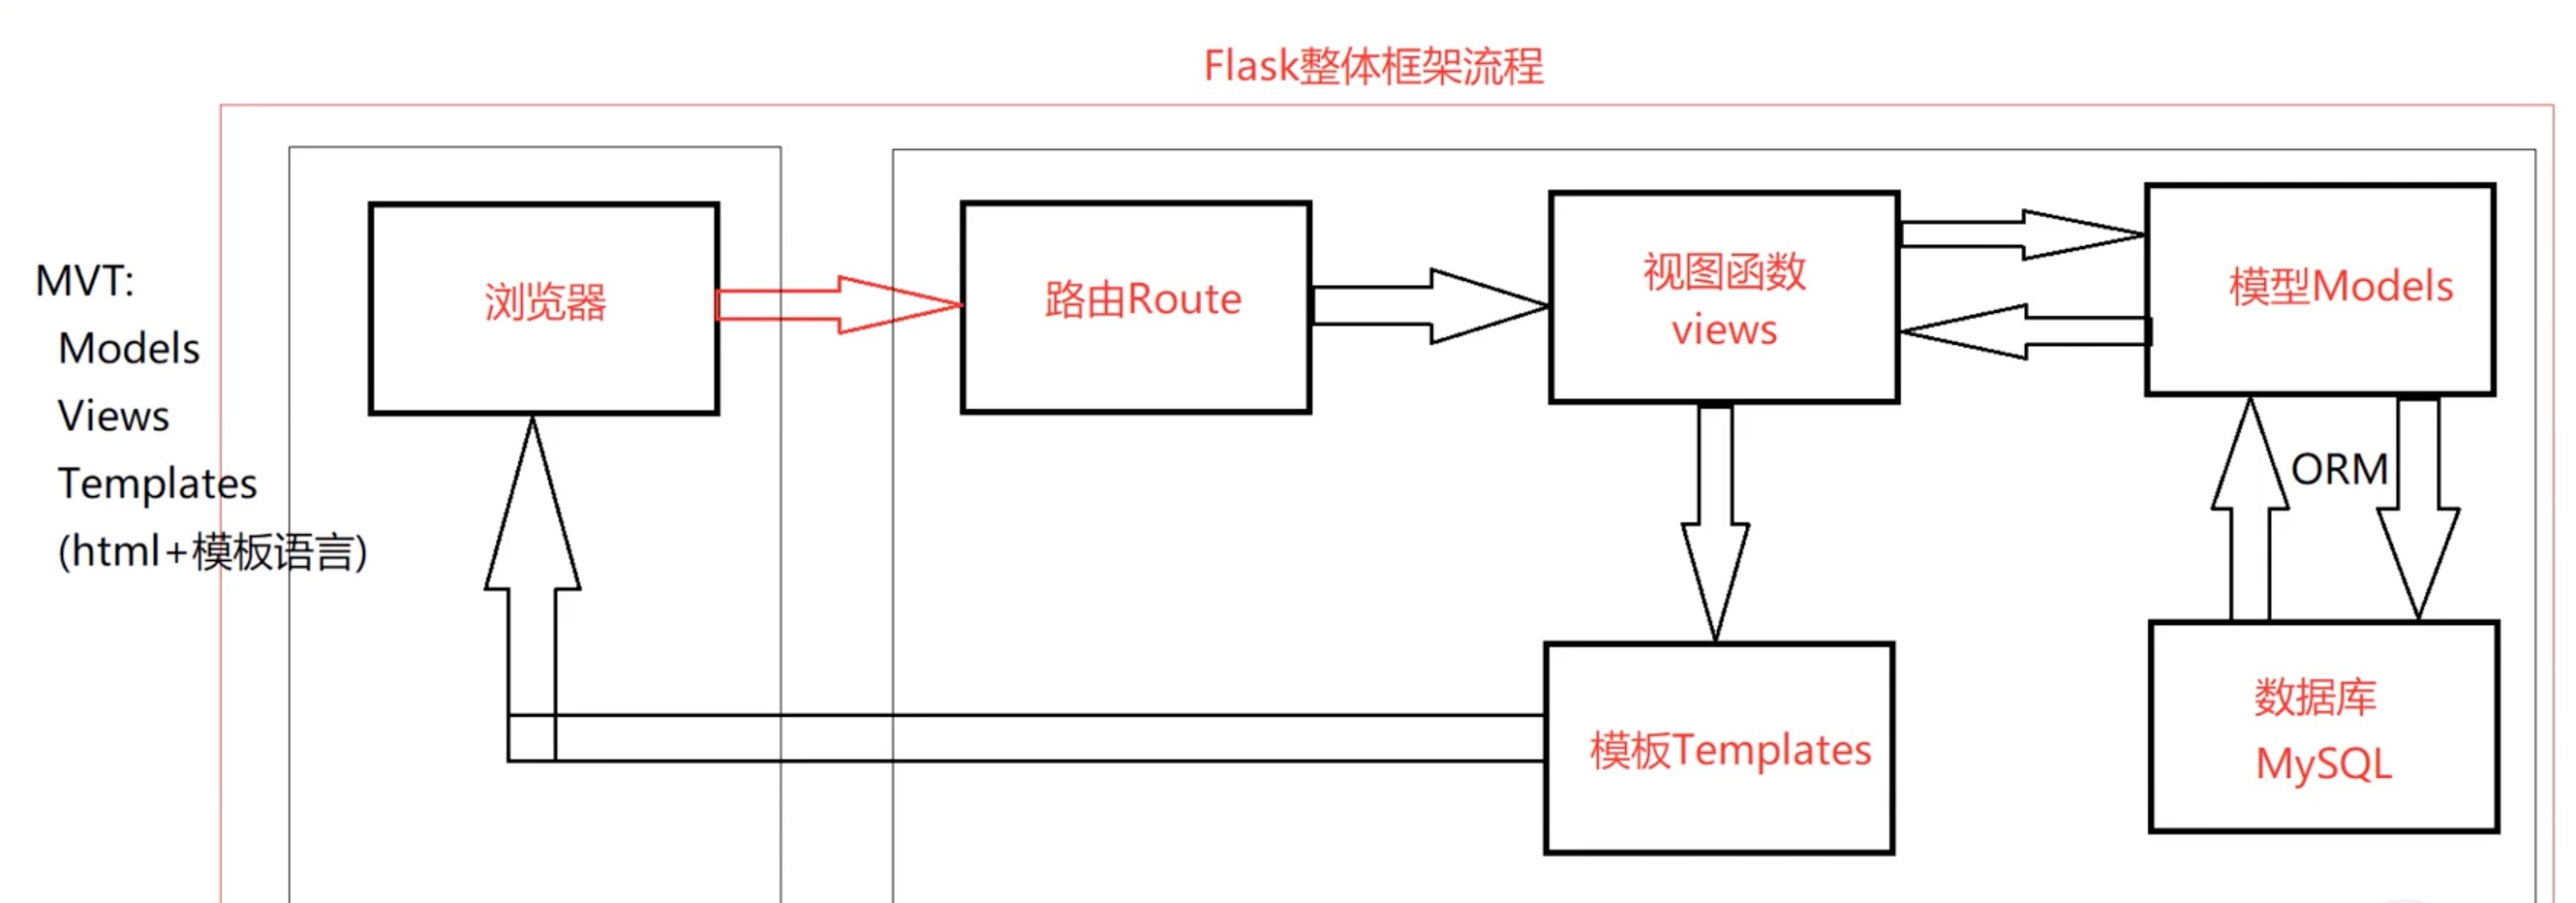 Flask整体框架流程
MVT:
Models
Views
Templates
(html+模板语言)
浏览器
路由Route
视图函数
views
模型Models
ORM
模板Templates
数据库
MySQL